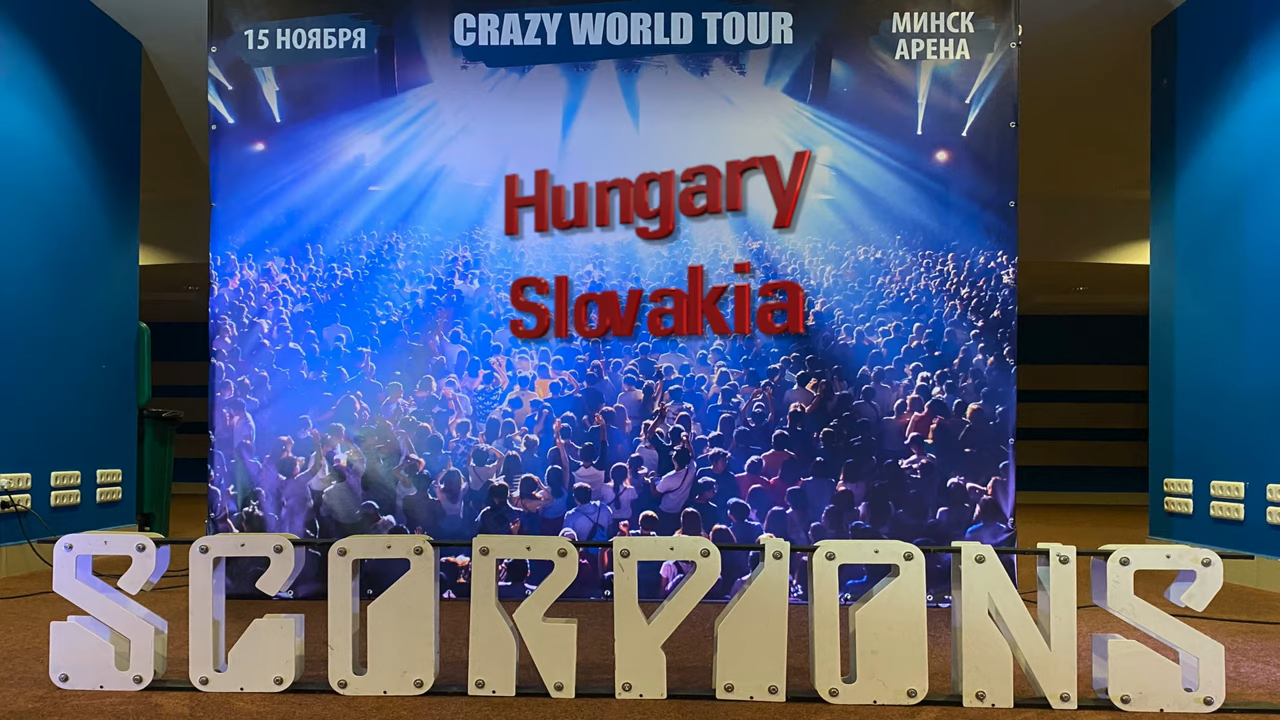 15 НОЯБРЯ
CRAZY WORLD TOUR
МИНСК
АРЕНА
Hungary
Slovakia
SCORPIONS